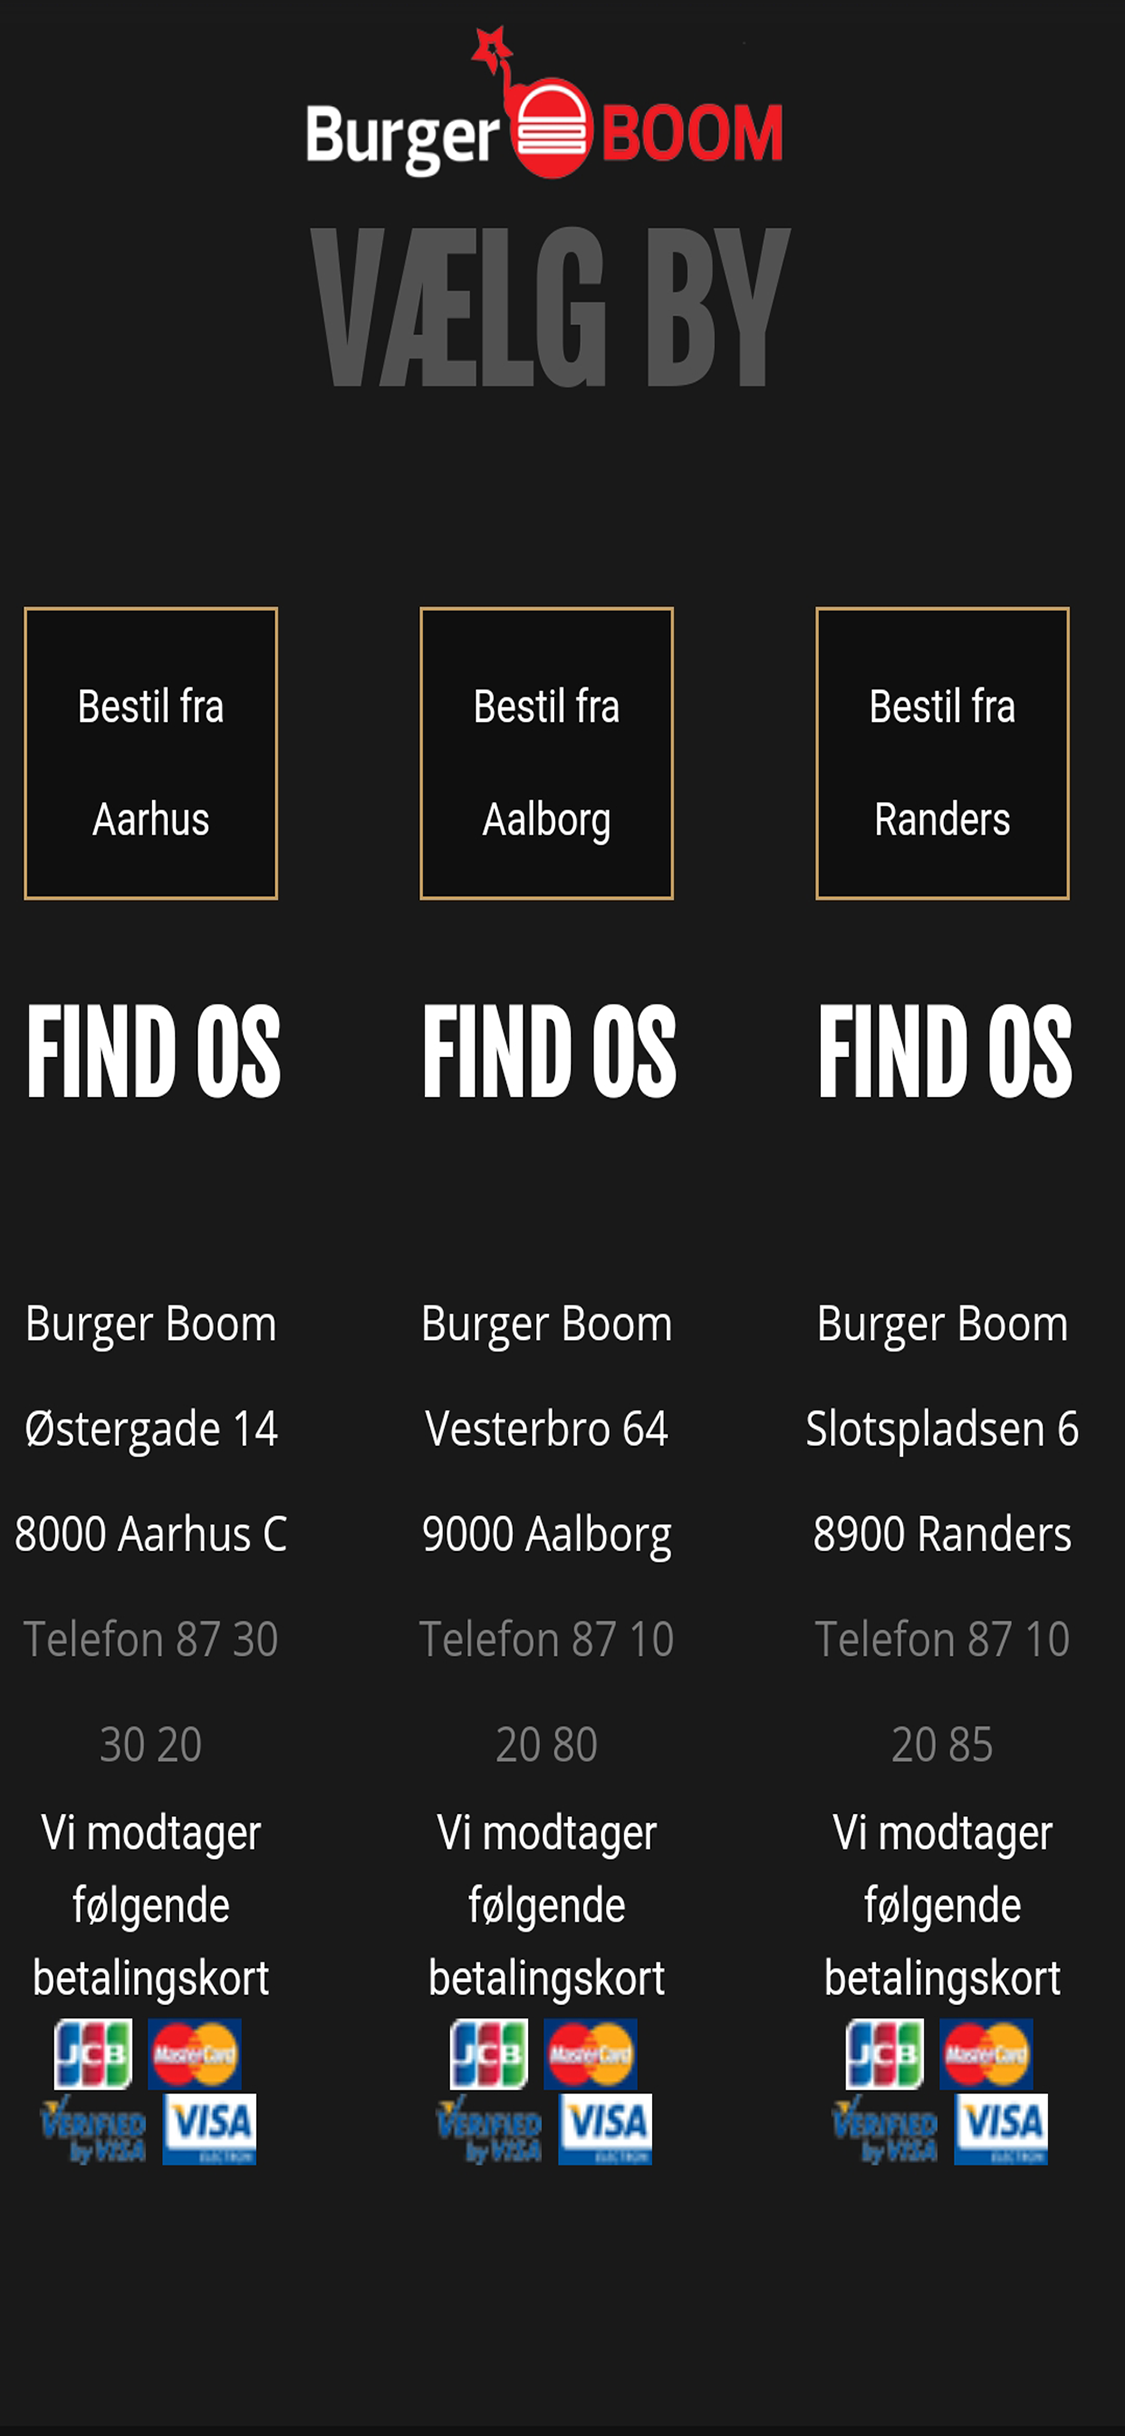 Burger BOOM
VÆLG BY
Bestil fra
Aarhus
Bestil fra
Aalborg
Bestil fra
Randers
FIND OS
FIND OS
FIND OS
Burger Boom
Østergade 14
8000 Aarhus C
Telefon 87 30
30 20
Vi modtager
følgende
betalingskort
JCB MasterCard
VERIFIED
by VISA
VISA
ELECTRON
Burger Boom
Vesterbro 64
9000 Aalborg
Telefon 87 10
20 80
Vi modtager
følgende
betalingskort
JCB MasterCard
VERIFIED
by VISA
VISA
ELECTRON
Burger Boom
Slotspladsen 6
8900 Randers
Telefon 87 10
20 85
Vi modtager
følgende
betalingskort
JCB MasterCard
VERIFIED
by VISA
VISA
ELECTRON